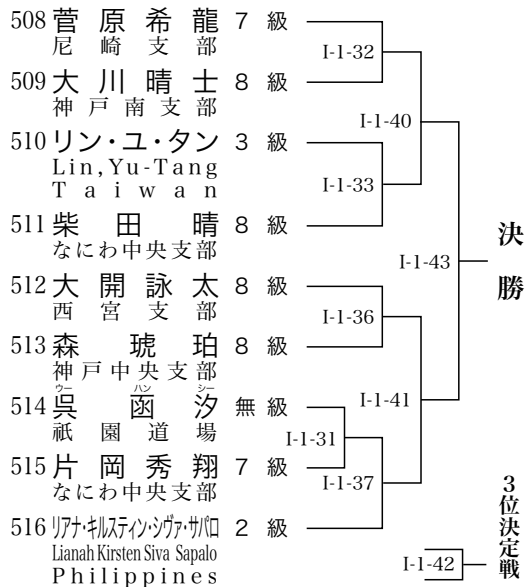 508 菅原希龍 7 級
尼崎支部
I-1-32
509 大川晴士 8 級
神戸南支部
I-1-40
510 リン・ユ・タン 3 級
Lin,Yu-Tang
Taiwan
I-1-33
511 柴田晴 8 級
なにわ中央支部
I-1-43
決勝
512 大開詠太 8 級
西宮支部
I-1-36
513 森琥珀 8 級
神戸中央支部
I-1-41
ウー ハン シー
514 呉函汐 無 級
祇園道場
I-1-31
515 片岡秀翔 7 級
なにわ中央支部
I-1-37
516 リアナ・キルスティン・シヴァ・サパロ 2 級
Lianah Kirsten Siva Sapalo
Philippines
I-1-42
3位決定戦